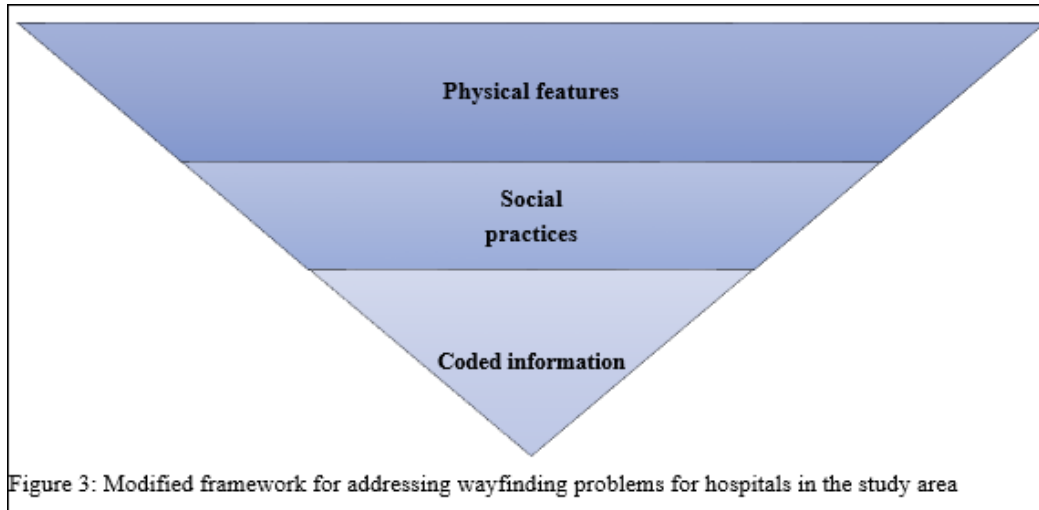 Physical features
Social
practices
Coded information
Figure 3: Modified framework for addressing wayfinding problems for hospitals in the study area